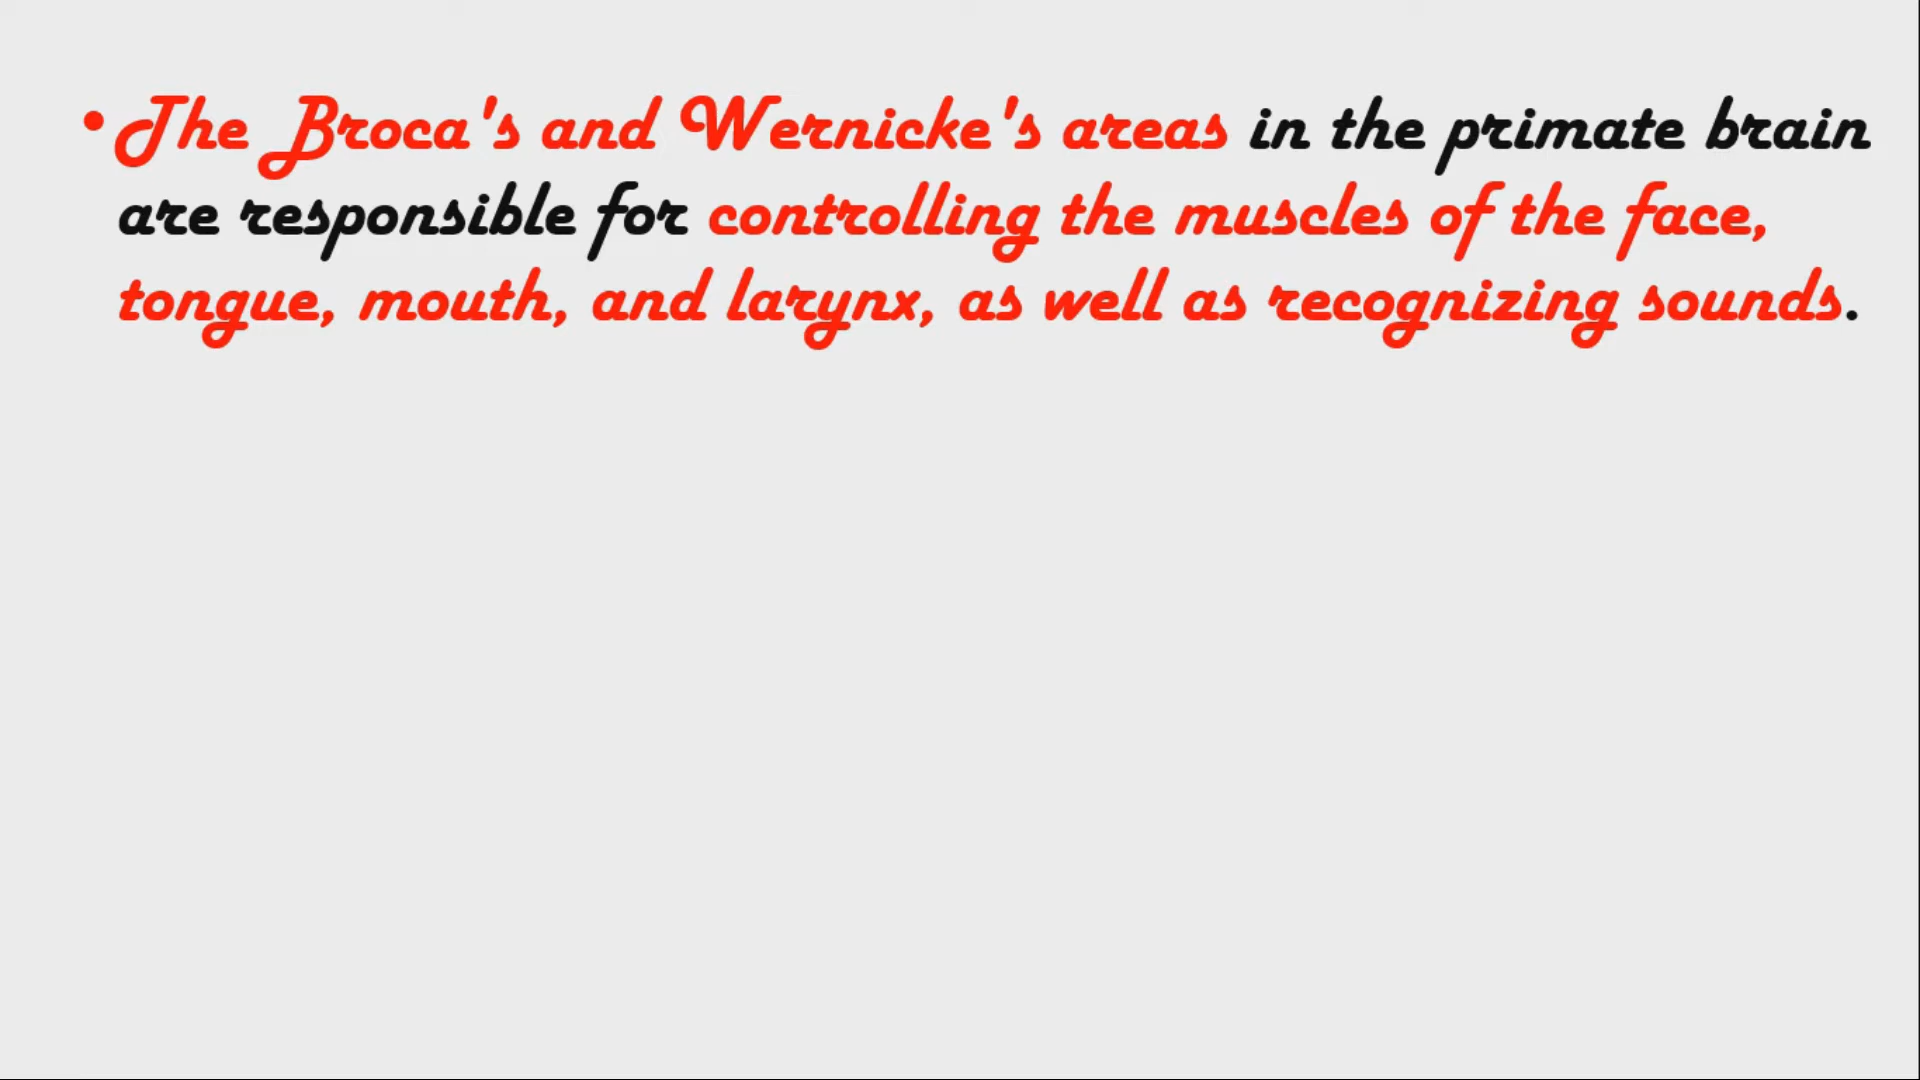 • The Broca's and Wernicke's areas in the primate brain
are responsible for controlling the muscles of the face,
tongue, mouth, and larynx, as well as recognizing sounds.